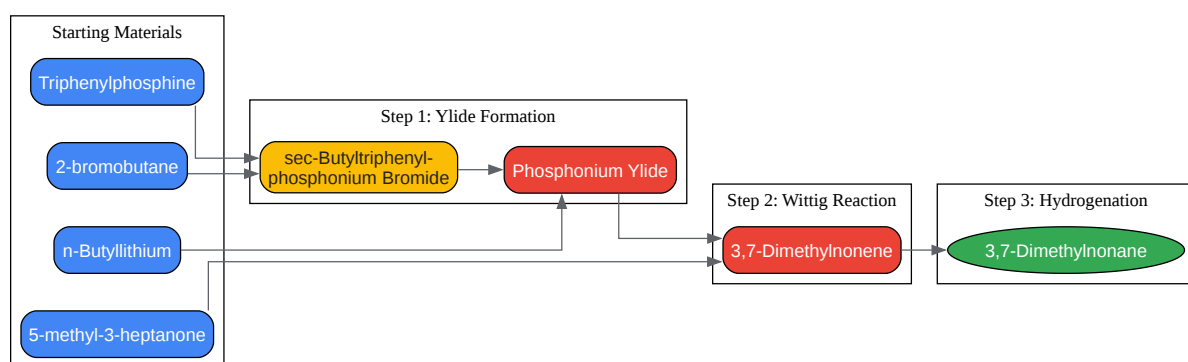 Starting Materials
Triphenylphosphine
2-bromobutane
n-Butyllithium
5-methyl-3-heptanone
Step 1: Ylide Formation
sec-Butyltriphenyl-
phosphonium Bromide
Phosphonium Ylide
Step 2: Wittig Reaction
3,7-Dimethylnonene
Step 3: Hydrogenation
3,7-Dimethylnonane